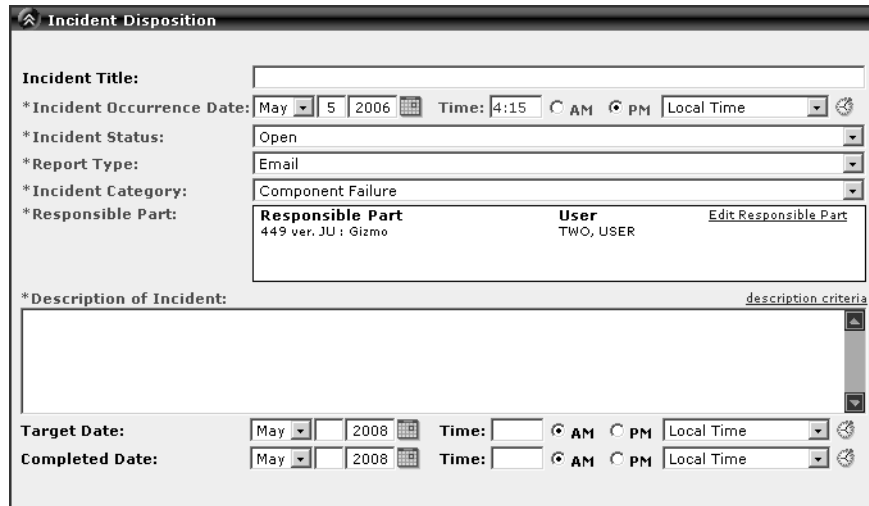 Incident Disposition
Incident Title:
*Incident Occurrence Date: May 5 2006 Time: 4:15 AM PM Local Time
*Incident Status: Open
*Report Type: Email
*Incident Category: Component Failure
*Responsible Part: Responsible Part User Edit Responsible Part
449 ver. JU : Gizmo TWO, USER
*Description of Incident: description criteria
Target Date: May 2008 Time: AM PM Local Time
Completed Date: May 2008 Time: AM PM Local Time